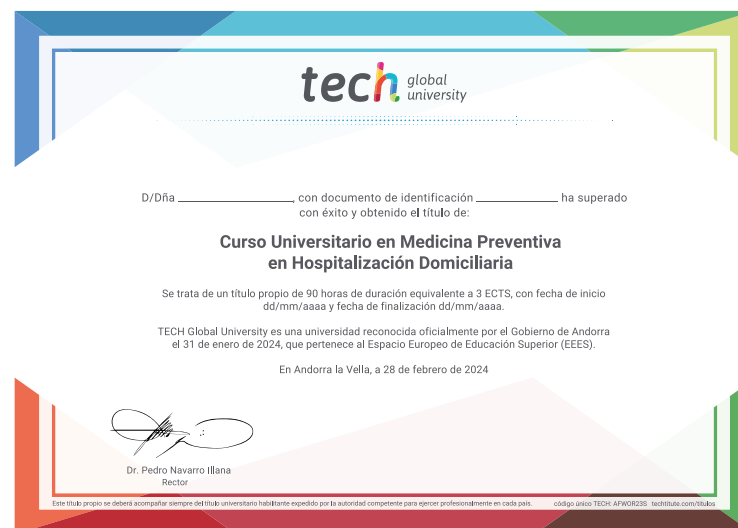 tech global university
D/Dña ____________________, con documento de identificación ______________ ha superado
con éxito y obtenido el título de:
Curso Universitario en Medicina Preventiva
en Hospitalización Domiciliaria
Se trata de un título propio de 90 horas de duración equivalente a 3 ECTS, con fecha de inicio
dd/mm/aaaa y fecha de finalización dd/mm/aaaa.
TECH Global University es una universidad reconocida oficialmente por el Gobierno de Andorra
el 31 de enero de 2024, que pertenece al Espacio Europeo de Educación Superior (EEES).
En Andorra la Vella, a 28 de febrero de 2024
Dr. Pedro Navarro Illana
Rector
Este título propio se deberá acompañar siempre del título universitario habilitante expedido por la autoridad competente para ejercer profesionalmente en cada país. código único TECH: AFWOR23S techtitute.com/titulos